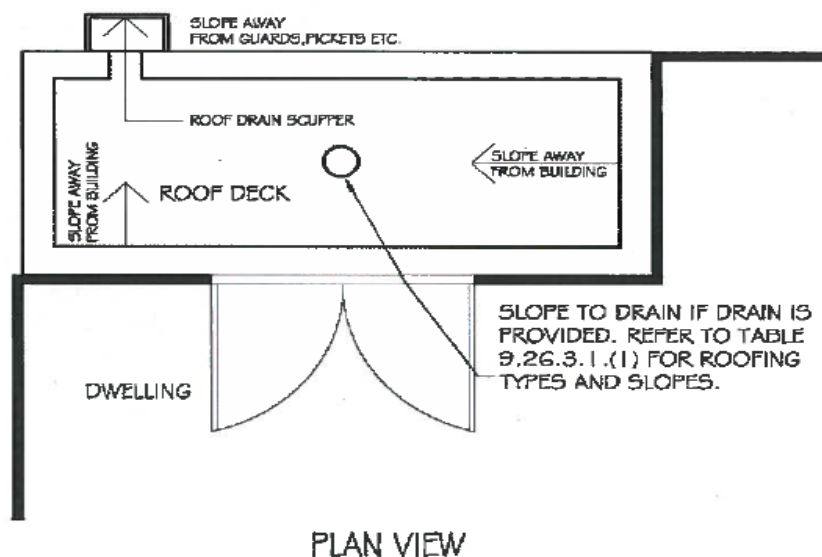 SLOPE AWAY
FROM GUARDS,PICKETS ETC.
ROOF DRAIN SCUPPER
SLOPE AWAY
FROM BUILDING
SLOPE AWAY
FROM BUILDING
ROOF DECK
SLOPE TO DRAIN IF DRAIN IS
PROVIDED. REFER TO TABLE
9.26.3.1.(1) FOR ROOFING
TYPES AND SLOPES.
DWELLING
PLAN VIEW